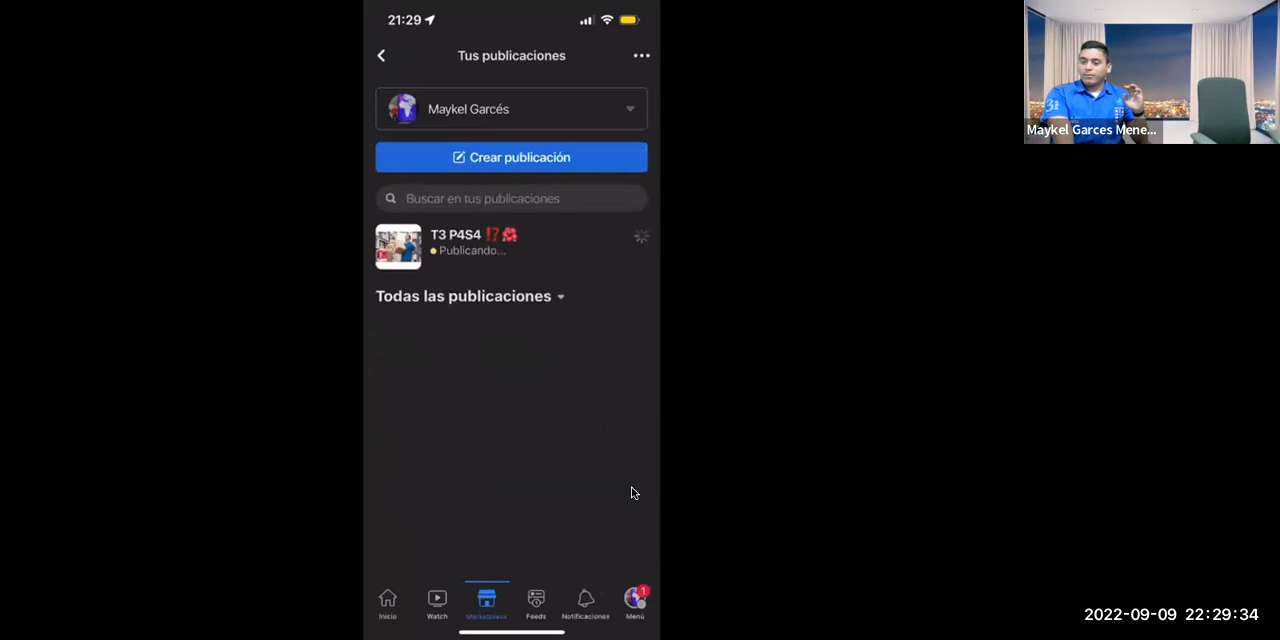 21:29
Tus publicaciones
Maykel Garcés
Crear publicación
Buscar en tus publicaciones
T3 P4S4 ⁉️🌺
Publicando...
Todas las publicaciones
Inicio
Watch
Marketplace
Feeds
Notificaciones
1
Menú
Maykel Garces Mene...
2022-09-09 22:29:34